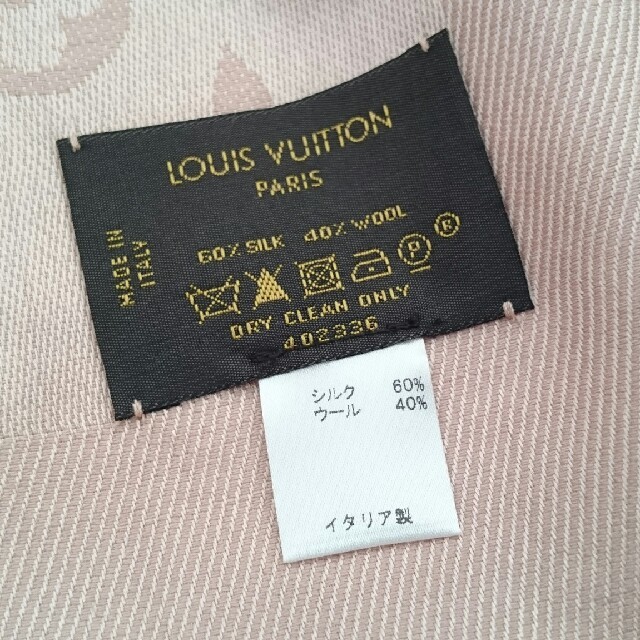 LOUIS VUITTON
PARIS
MADE IN
ITALY
60% SILK 40% WOOL
P
®
DRY CLEAN ONLY
402336
シルク 60%
ウール 40%
イタリア製